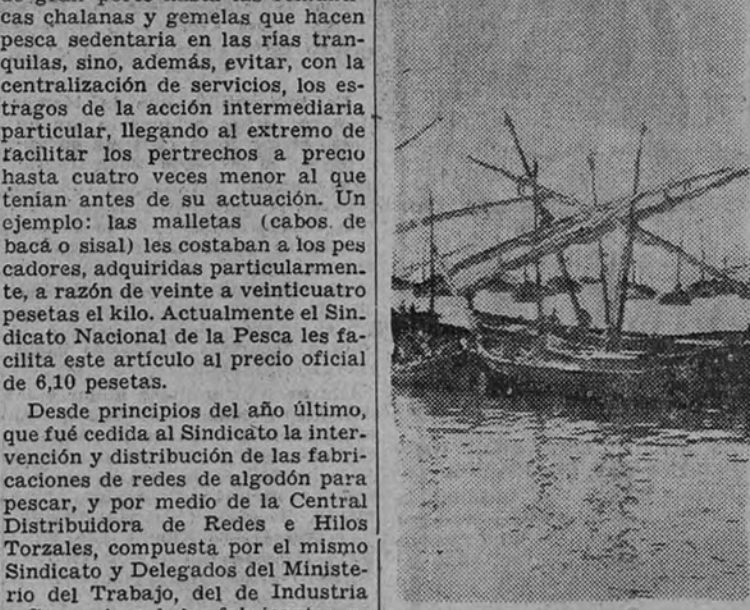 cas chalanas y gemelas que hacen
pesca sedentaria en las rías tran-
quilas, sino, además, evitar, con la
centralización de servicios, los es-
tragos de la acción intermediaria
particular, llegando al extremo de
facilitar los pertrechos a precio
hasta cuatro veces menor al que
tenían antes de su actuación. Un
ejemplo: las malletas (cabos de
bacá o sisal) les costaban a los pes
cadores, adquiridas particularmen-
te, a razón de veinte a veinticuatro
pesetas el kilo. Actualmente el Sin-
dicato Nacional de la Pesca les fa-
cilita este artículo al precio oficial
de 6,10 pesetas.
Desde principios del año último,
que fué cedida al Sindicato la inter-
vención y distribución de las fabri-
caciones de redes de algodón para
pescar, y por medio de la Central
Distribuidora de Redes e Hilos
Torzales, compuesta por el mismo
Sindicato y Delegados del Ministe-
rio del Trabajo, del de Industria